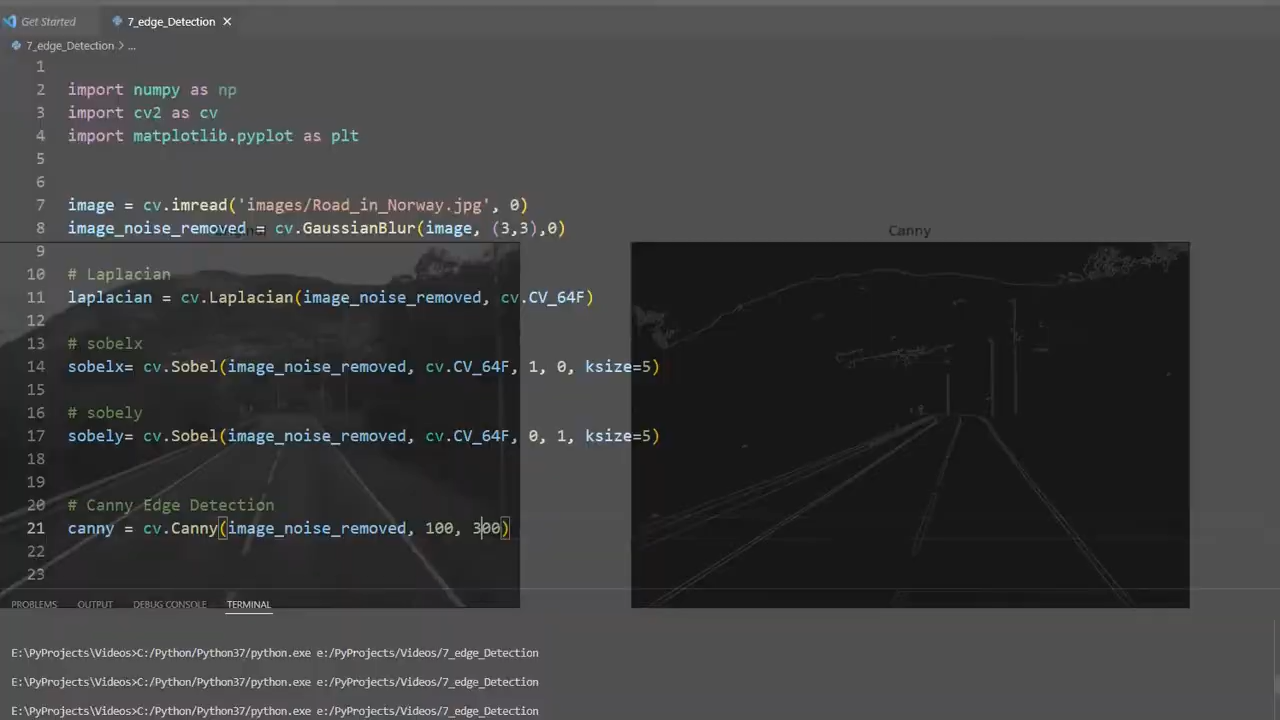 Get Started
7_edge_Detection ×
7_edge_Detection > ...
1
2 import numpy as np
3 import cv2 as cv
4 import matplotlib.pyplot as plt
5
6
7 image = cv.imread('images/Road_in_Norway.jpg', 0)
8 image_noise_removed = cv.GaussianBlur(image, (3,3),0)
Canny
9
10 # Laplacian
11 laplacian = cv.Laplacian(image_noise_removed, cv.CV_64F)
12
13 # sobelx
14 sobelx= cv.Sobel(image_noise_removed, cv.CV_64F, 1, 0, ksize=5)
15
16 # sobely
17 sobely= cv.Sobel(image_noise_removed, cv.CV_64F, 0, 1, ksize=5)
18
19
20 # Canny Edge Detection
21 canny = cv.Canny(image_noise_removed, 100, 300)
22
23
PROBLEMS OUTPUT DEBUG CONSOLE TERMINAL
E:\PyProjects\Videos>C:/Python/Python37/python.exe e:/PyProjects/Videos/7_edge_Detection
E:\PyProjects\Videos>C:/Python/Python37/python.exe e:/PyProjects/Videos/7_edge_Detection
E:\PyProjects\Videos>C:/Python/Python37/python.exe e:/PyProjects/Videos/7_edge_Detection